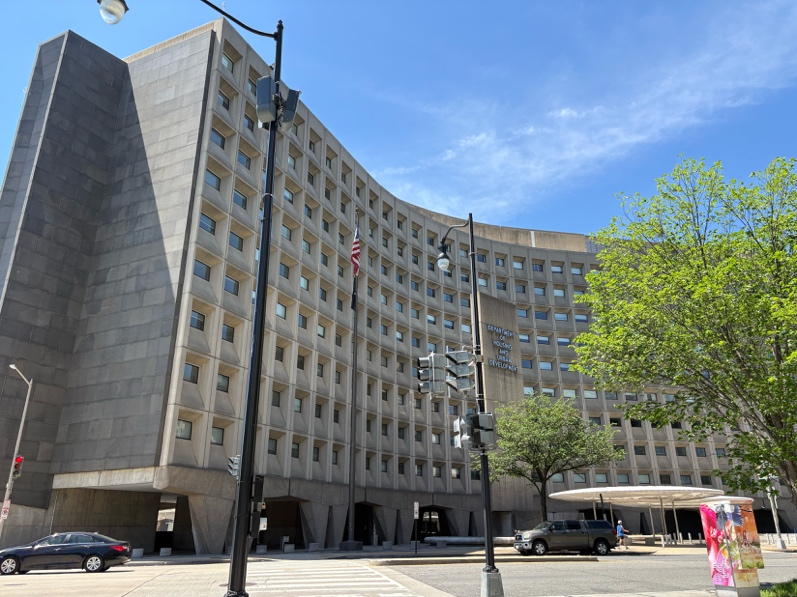 DEPARTMENT
OF
HOUSING
AND
URBAN
DEVELOPMENT